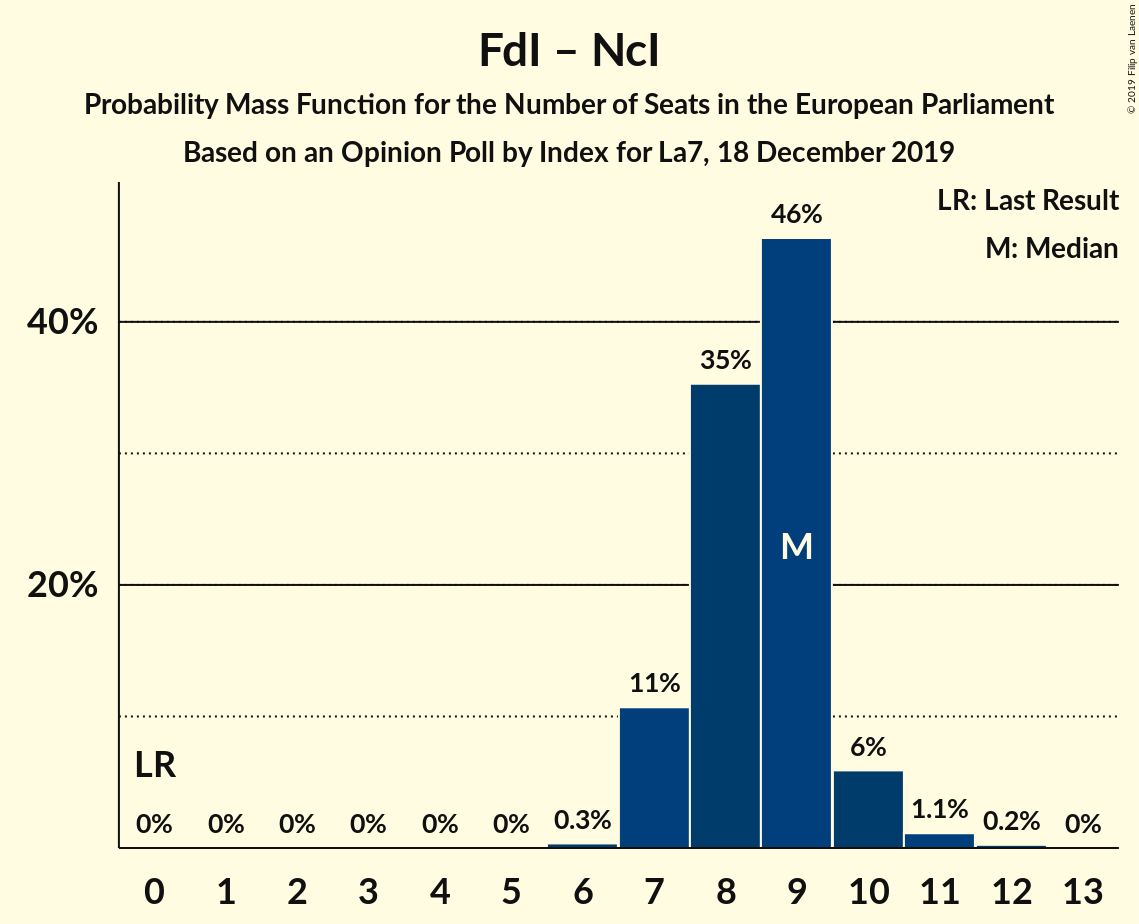 FdI – NcI
Probability Mass Function for the Number of Seats in the European Parliament
Based on an Opinion Poll by Index for La7, 18 December 2019
© 2019 Filip van Laenen
LR: Last Result
M: Median
46%
40%
35%
M
20%
11%
6%
LR
0% 0% 0% 0% 0% 0% 0.3% 1.1% 0.2% 0%
0 1 2 3 4 5 6 7 8 9 10 11 12 13